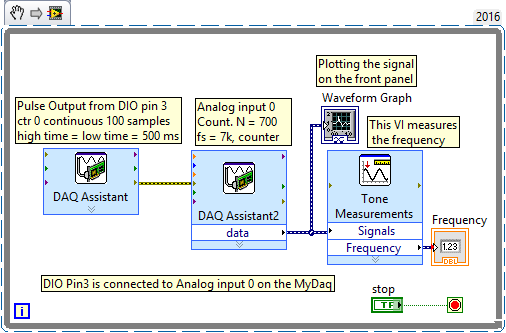 2016
Plotting the signal
on the front panel
Pulse Output from DIO pin 3
ctr 0 continuous 100 samples
high time = low time = 500 ms
Analog input 0
Count. N = 700
fs = 7k, counter
Waveform Graph
This VI measures
the frequency
DAQ Assistant
DAQ Assistant2
data
Tone
Measurements
Signals
Frequency
Frequency
1.23
DBL
DIO Pin3 is connected to Analog input 0 on the MyDaq
stop
TF
i